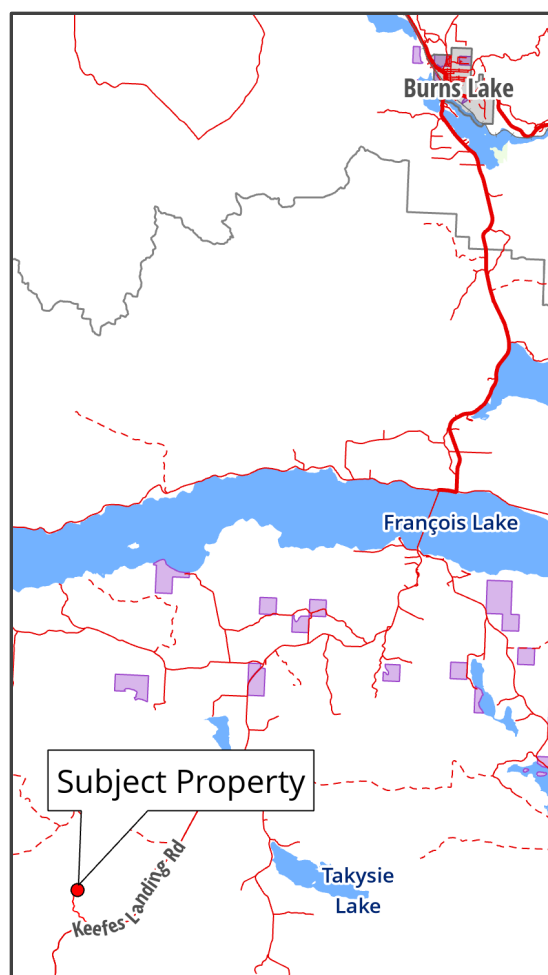 Burns Lake
François Lake
Subject Property
Keefes Landing Rd
Takysie
Lake